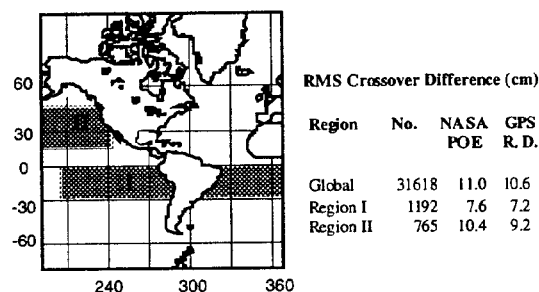 RMS Crossover Difference (cm)
Region No. NASA POE GPS R. D.
Global 31618 11.0 10.6
Region I 1192 7.6 7.2
Region II 765 10.4 9.2
60
30
0
-30
-60
240 300 360
II
I